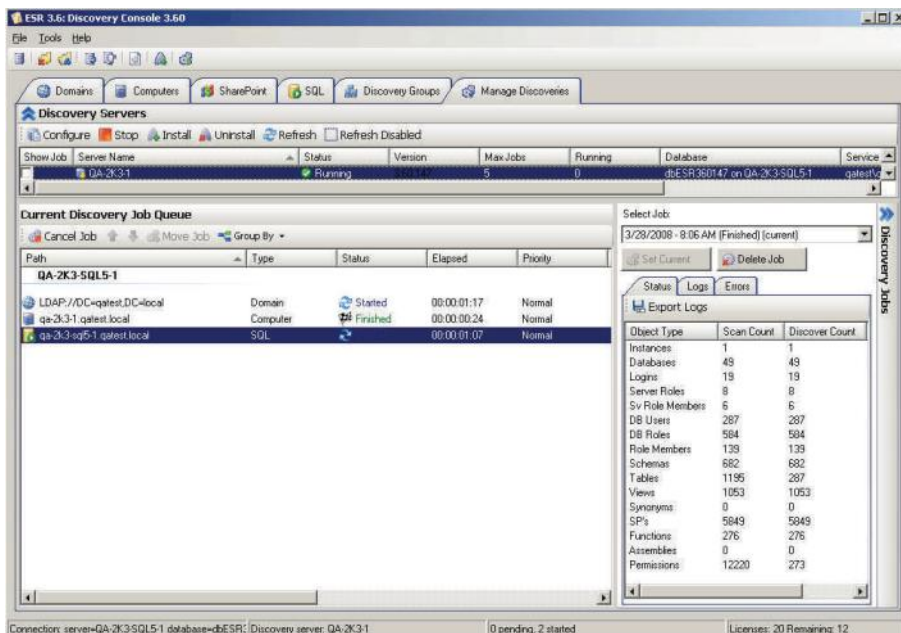 ESR 3.6: Discovery Console 3.60
File Tools Help
Domains Computers SharePoint SQL Discovery Groups Manage Discoveries
Discovery Servers
Configure Stop Install Uninstall Refresh Refresh Disabled
Show Job Server Name Status Version Max Jobs Running Database Service
QA-2K3-1 Running 5 0 dbESR360147 on QA-2K3-SQL5-1
Current Discovery Job Queue
Cancel Job Move Job Group By
Path Type Status Elapsed Priority
QA-2K3-SQL5-1
LDAP://DC=qatest,DC=local Domain Started 00:00:01:17 Normal
qa-2k3-1.qatest.local Computer Finished 00:00:00:24 Normal
qa-2k3-sql5-1.qatest.local SQL 00:00:01:07 Normal
Select Job:
3/28/2008 - 8:06 AM (Finished) (current)
Set Current Delete Job
Status Logs Errors
Export Logs
Object Type Scan Count Discover Count
Instances 1 1
Databases 49 49
Logins 19 19
Server Roles 8 8
Sv Role Members 6 6
DB Users 287 287
DB Roles 584 584
Role Members 139 139
Schemas 682 682
Tables 1195 287
Views 1053 1053
Synonyms 0 0
SP's 5849 5849
Functions 276 276
Assemblies 0 0
Permissions 12220 273
Discovery Jobs
Connection: server=QA-2K3-SQL5-1 database=dbESR: Discovery server: QA-2K3-1 0 pending, 2 started Licenses: 20 Remaining: 12